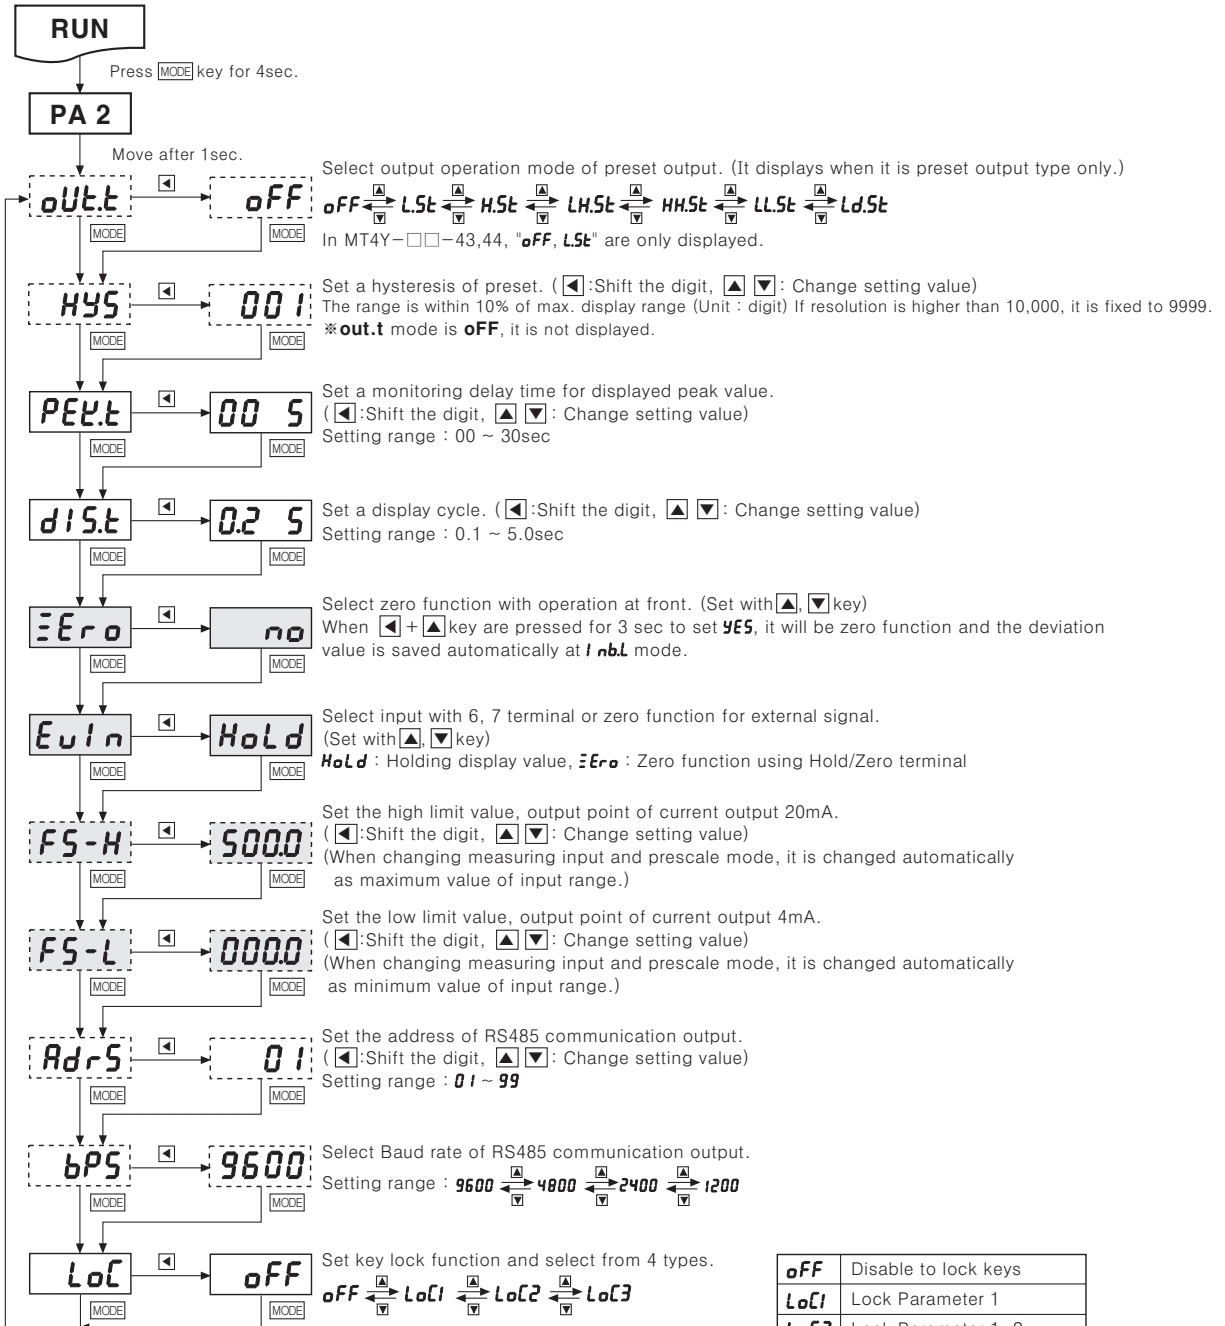 RUN
Press MODE key for 4sec.
PA 2
Move after 1sec.
Select output operation mode of preset output. (It displays when it is preset output type only.)
oUt.t
oFF
oFF L.St H.St LH.St HH.St LL.St Ld.St
MODE MODE
In MT4Y-□□-43,44, "oFF, L.St" are only displayed.
Set a hysteresis of preset. (◀:Shift the digit, ▲ ▼: Change setting value)
HYS
001
The range is within 10% of max. display range (Unit : digit) If resolution is higher than 10,000, it is fixed to 9999.
MODE MODE
※out.t mode is oFF, it is not displayed.
Set a monitoring delay time for displayed peak value.
PEK.t
00 S
(◀:Shift the digit, ▲ ▼: Change setting value)
MODE MODE
Setting range : 00 ~ 30sec
dIS.t
0.2 S
Set a display cycle. (◀:Shift the digit, ▲ ▼: Change setting value)
Setting range : 0.1 ~ 5.0sec
MODE MODE
Select zero function with operation at front. (Set with ▲, ▼ key)
ZEro
no
When ◀ + ▲ key are pressed for 3 sec to set YES, it will be zero function and the deviation
value is saved automatically at Inb.L mode.
MODE MODE
Select input with 6, 7 terminal or zero function for external signal.
EvIn
HoLd
(Set with ▲, ▼ key)
HoLd : Holding display value, ZEro : Zero function using Hold/Zero terminal
MODE MODE
Set the high limit value, output point of current output 20mA.
FS-H
500.0
(◀:Shift the digit, ▲ ▼: Change setting value)
(When changing measuring input and prescale mode, it is changed automatically
as maximum value of input range.)
MODE MODE
Set the low limit value, output point of current output 4mA.
FS-L
000.0
(◀:Shift the digit, ▲ ▼: Change setting value)
(When changing measuring input and prescale mode, it is changed automatically
as minimum value of input range.)
MODE MODE
Set the address of RS485 communication output.
AdrS
01
(◀:Shift the digit, ▲ ▼: Change setting value)
Setting range : 01 ~ 99
MODE MODE
Select Baud rate of RS485 communication output.
bPS
9600
Setting range : 9600 4800 2400 1200
MODE MODE
Set key lock function and select from 4 types.
LoC
oFF
oFF LoC1 LoC2 LoC3
MODE MODE
oFF Disable to lock keys
LoC1 Lock Parameter 1